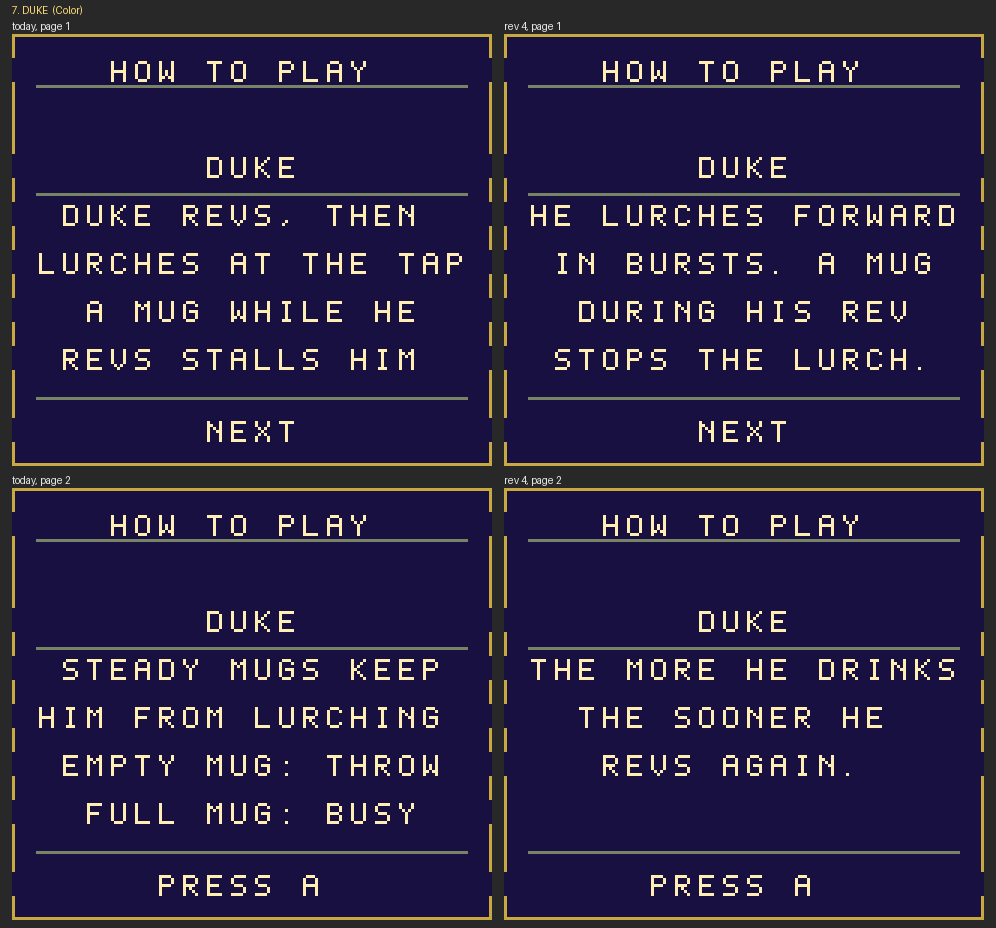 7. DUKE (Color)
today, page 1
HOW TO PLAY
DUKE
DUKE REVS, THEN
LURCHES AT THE TAP
A MUG WHILE HE
REVS STALLS HIM
NEXT
rev 4, page 1
HOW TO PLAY
DUKE
HE LURCHES FORWARD
IN BURSTS. A MUG
DURING HIS REV
STOPS THE LURCH.
NEXT
today, page 2
HOW TO PLAY
DUKE
STEADY MUGS KEEP
HIM FROM LURCHING
EMPTY MUG: THROW
FULL MUG: BUSY
PRESS A
rev 4, page 2
HOW TO PLAY
DUKE
THE MORE HE DRINKS
THE SOONER HE
REVS AGAIN.
PRESS A